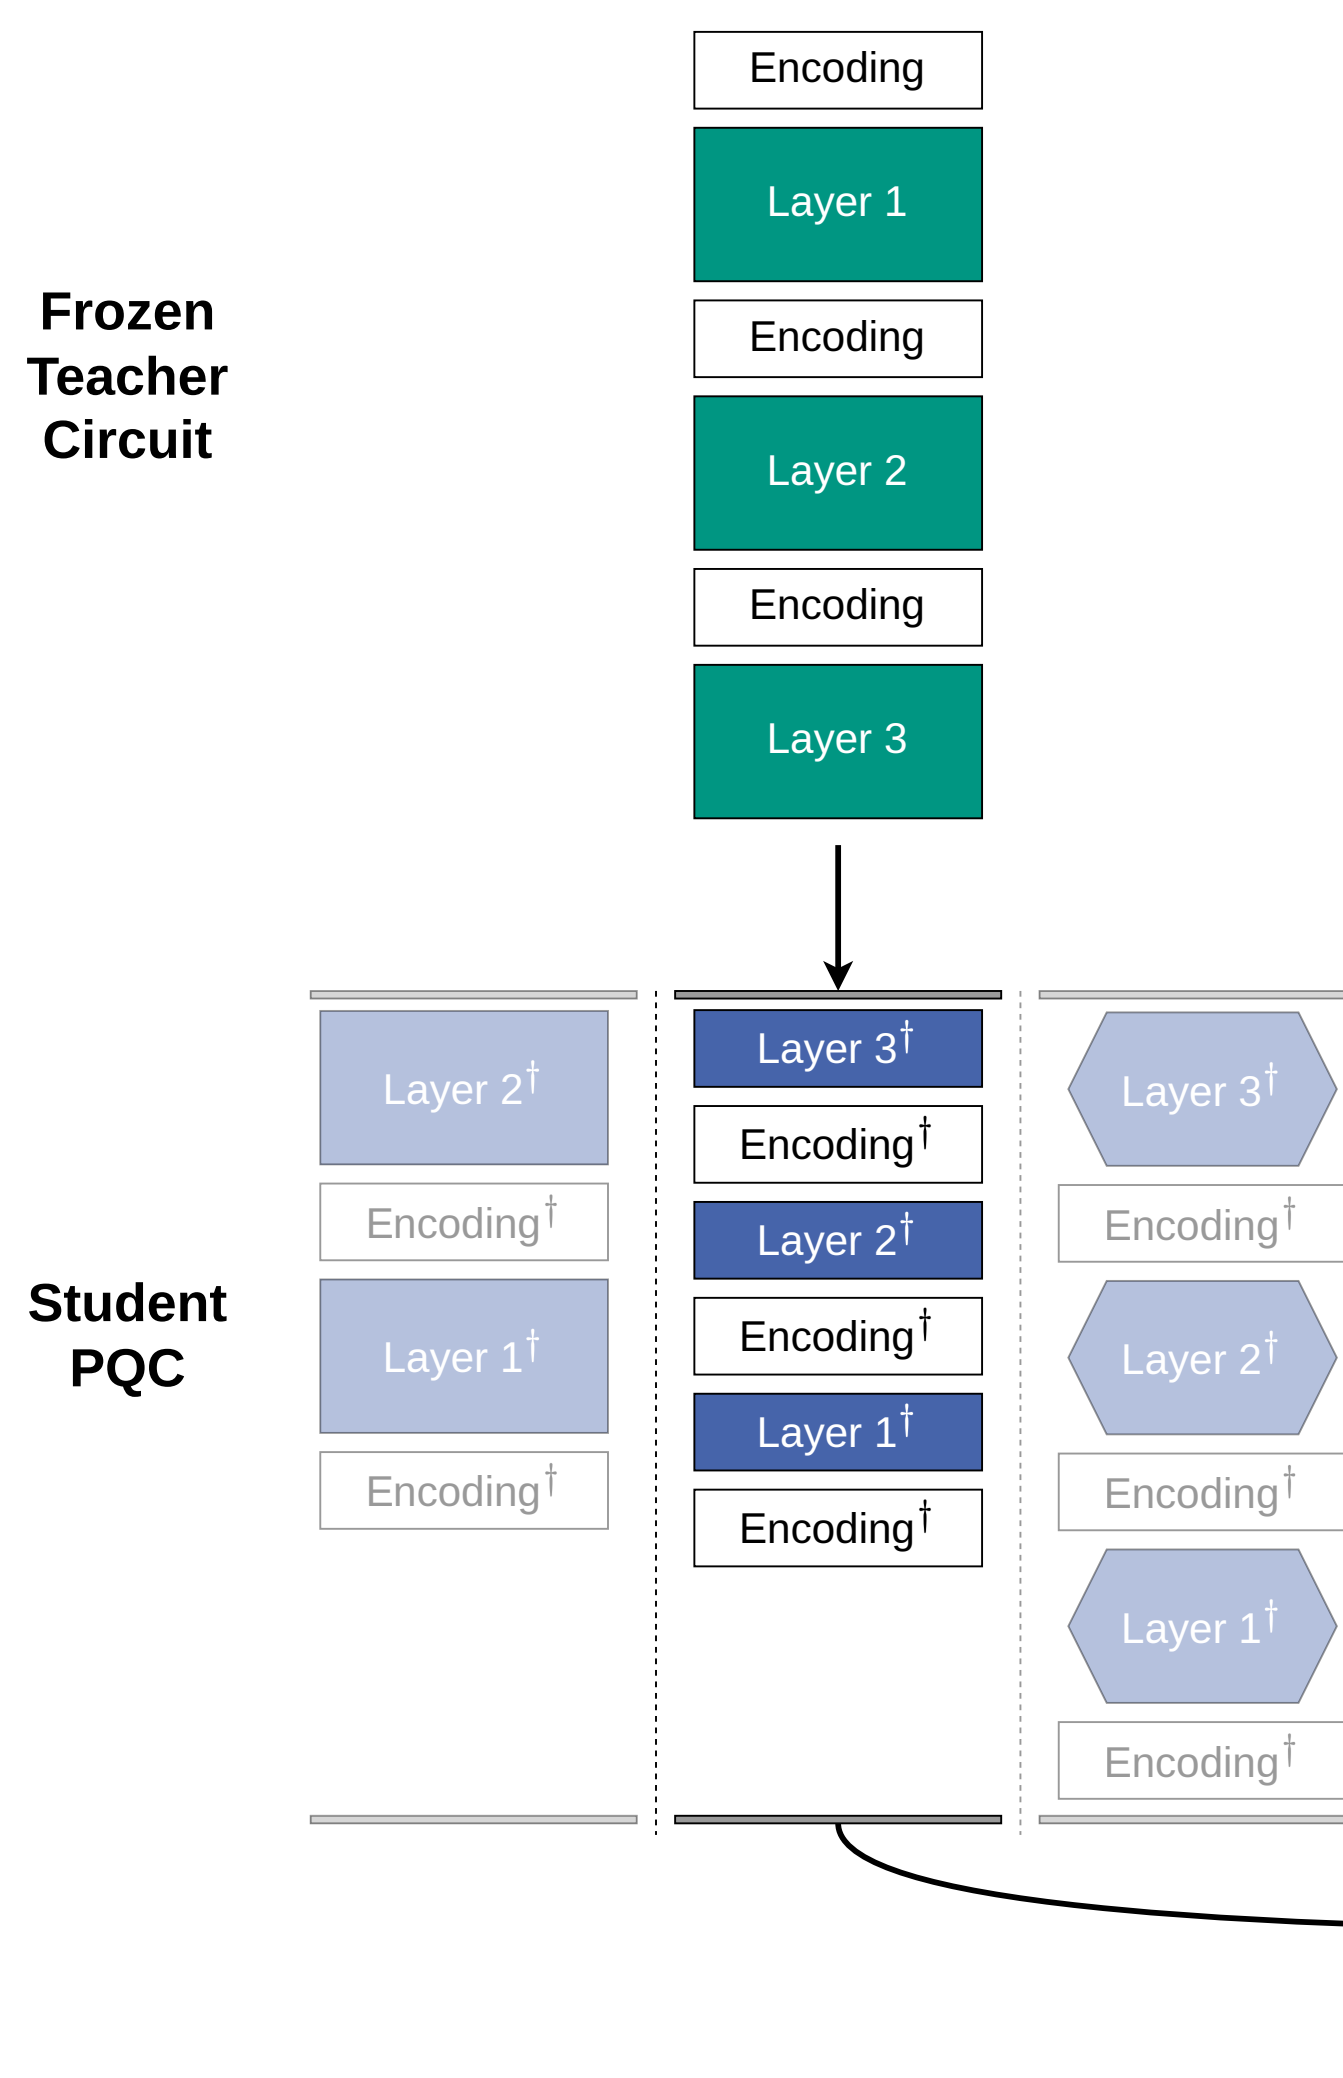 Encoding
Layer 1
Encoding
Layer 2
Encoding
Layer 3
Frozen
Teacher
Circuit
Student
PQC
Layer 2†
Encoding†
Layer 1†
Encoding†
Layer 3†
Encoding†
Layer 2†
Encoding†
Layer 1†
Encoding†
Layer 3†
Encoding†
Layer 2†
Encoding†
Layer 1†
Encoding†